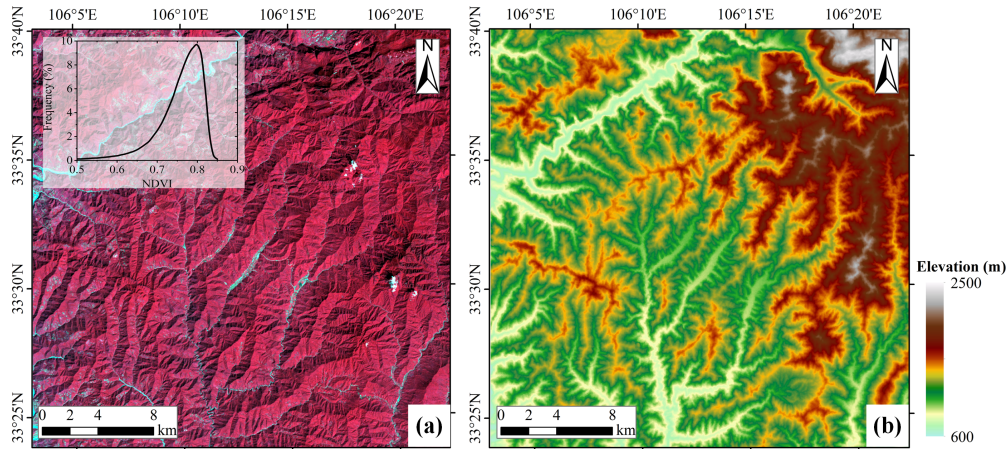 106°5'E 106°10'E 106°15'E 106°20'E
106°5'E 106°10'E 106°15'E 106°20'E
33°40'N
33°35'N
33°30'N
33°25'N
10
8
6
4
2
0
Frequency (%)
0.5 0.6 0.7 0.8 0.9
NDVI
N
0 2 4 8
km
(a)
33°40'N
33°35'N
33°30'N
33°25'N
N
0 2 4 8
km
(b)
Elevation (m)
2500
600